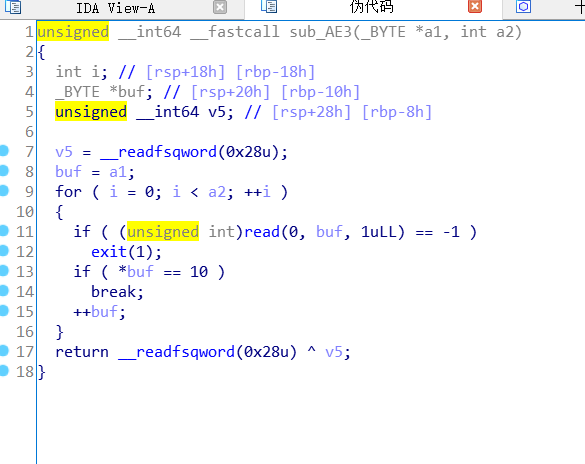 IDA View-A 伪代码
1 unsigned __int64 __fastcall sub_AE3(_BYTE *a1, int a2)
2 {
3 int i; // [rsp+18h] [rbp-18h]
4 _BYTE *buf; // [rsp+20h] [rbp-10h]
5 unsigned __int64 v5; // [rsp+28h] [rbp-8h]
6
7 v5 = __readfsqword(0x28u);
8 buf = a1;
9 for ( i = 0; i < a2; ++i )
10 {
11 if ( (unsigned int)read(0, buf, 1uLL) == -1 )
12 exit(1);
13 if ( *buf == 10 )
14 break;
15 ++buf;
16 }
17 return __readfsqword(0x28u) ^ v5;
18 }